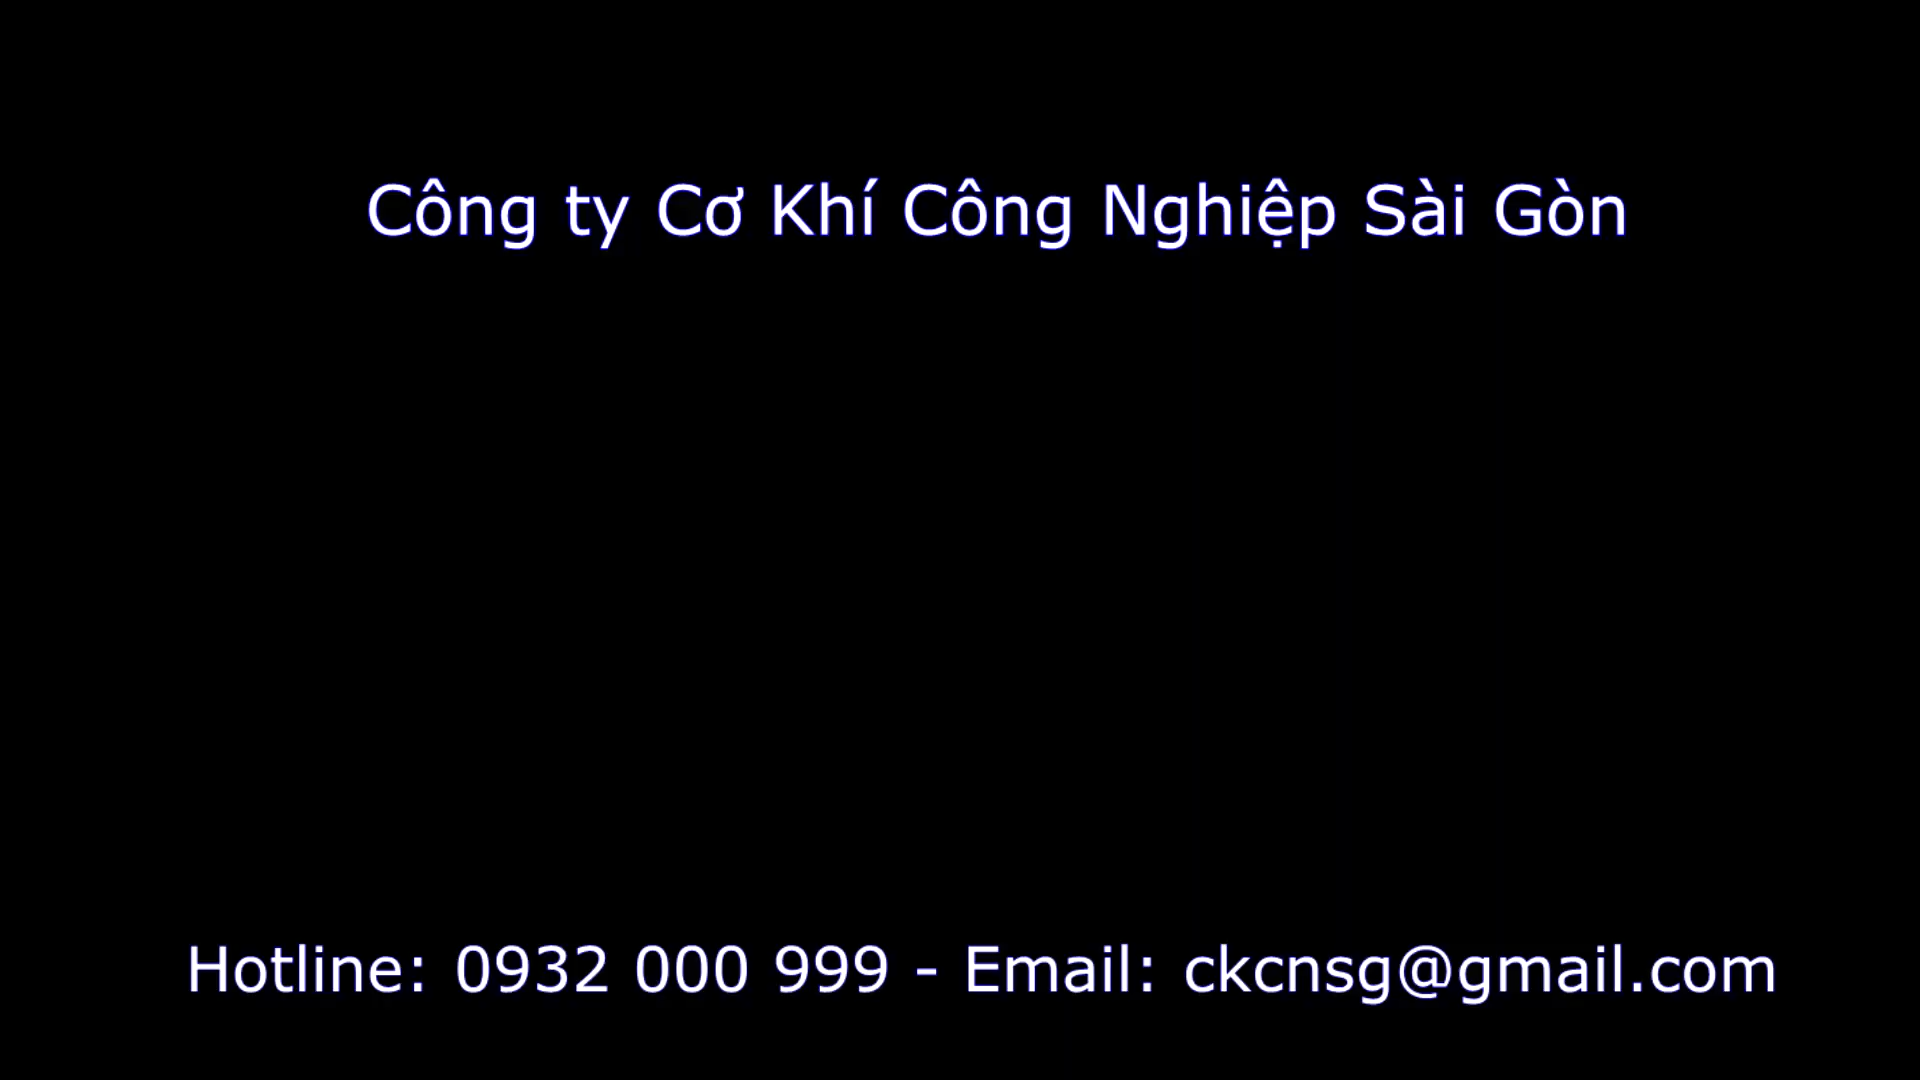 Công ty Cơ Khí Công Nghiệp Sài Gòn
Hotline: 0932 000 999 - Email: ckcnsg@gmail.com